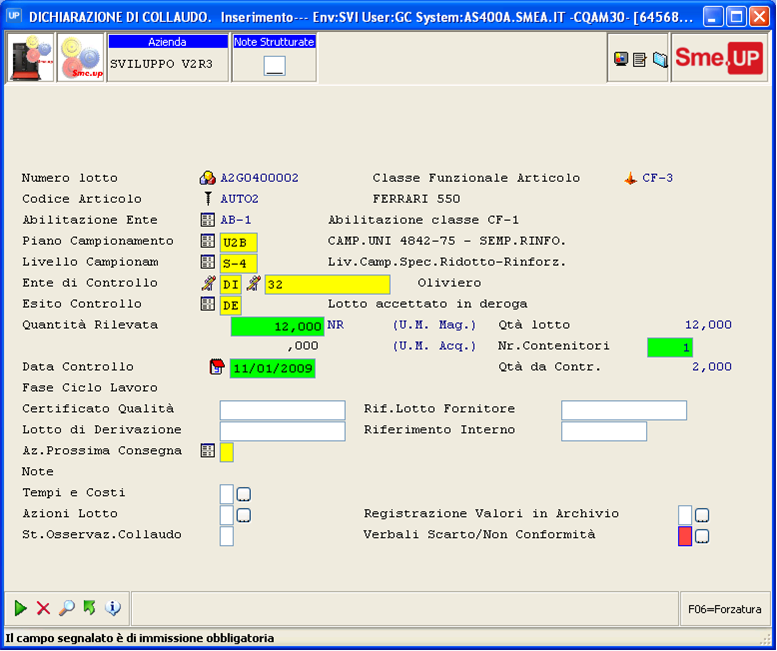 UP DICHIARAZIONE DI COLLAUDO. Inserimento--- Env:SVI User:GC System:AS400A.SMEA.IT -CQAM30- [64568...
Sme.up
Azienda
SVILUPPO V2R3
Note Strutturate
Sme.UP
Numero lotto A2G0400002 Classe Funzionale Articolo CF-3
Codice Articolo AUTO2 FERRARI 550
Abilitazione Ente AB-1 Abilitazione classe CF-1
Piano Campionamento U2B CAMP.UNI 4842-75 - SEMP.RINFO.
Livello Campionam S-4 Liv.Camp.Spec.Ridotto-Rinforz.
Ente di Controllo DI 32 Oliviero
Esito Controllo DE Lotto accettato in deroga
Quantità Rilevata 12,000 NR (U.M. Mag.) Qtà lotto 12,000
,000 (U.M. Acq.) Nr.Contenitori 1
Data Controllo 11/01/2009 Qtà da Contr. 2,000
Fase Ciclo Lavoro
Certificato Qualità Rif.Lotto Fornitore
Lotto di Derivazione Riferimento Interno
Az.Prossima Consegna
Note
Tempi e Costi
Azioni Lotto Registrazione Valori in Archivio
St.Osservaz.Collaudo Verbali Scarto/Non Conformità
F06=Forzatura
Il campo segnalato è di immissione obbligatoria